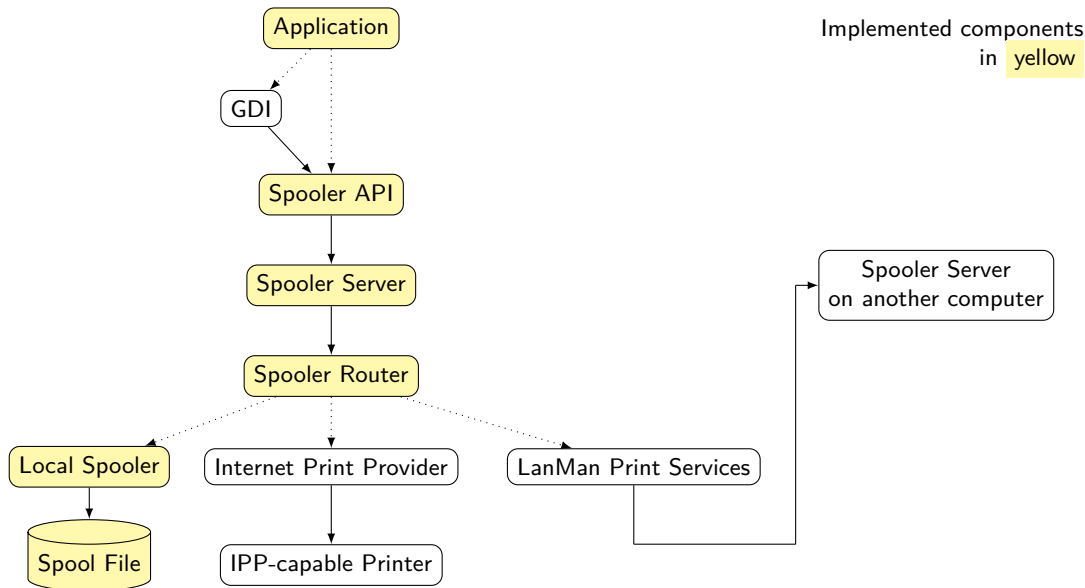 Application
Implemented components
in yellow
GDI
Spooler API
Spooler Server
Spooler Server
on another computer
Spooler Router
Local Spooler
Internet Print Provider
LanMan Print Services
Spool File
IPP-capable Printer